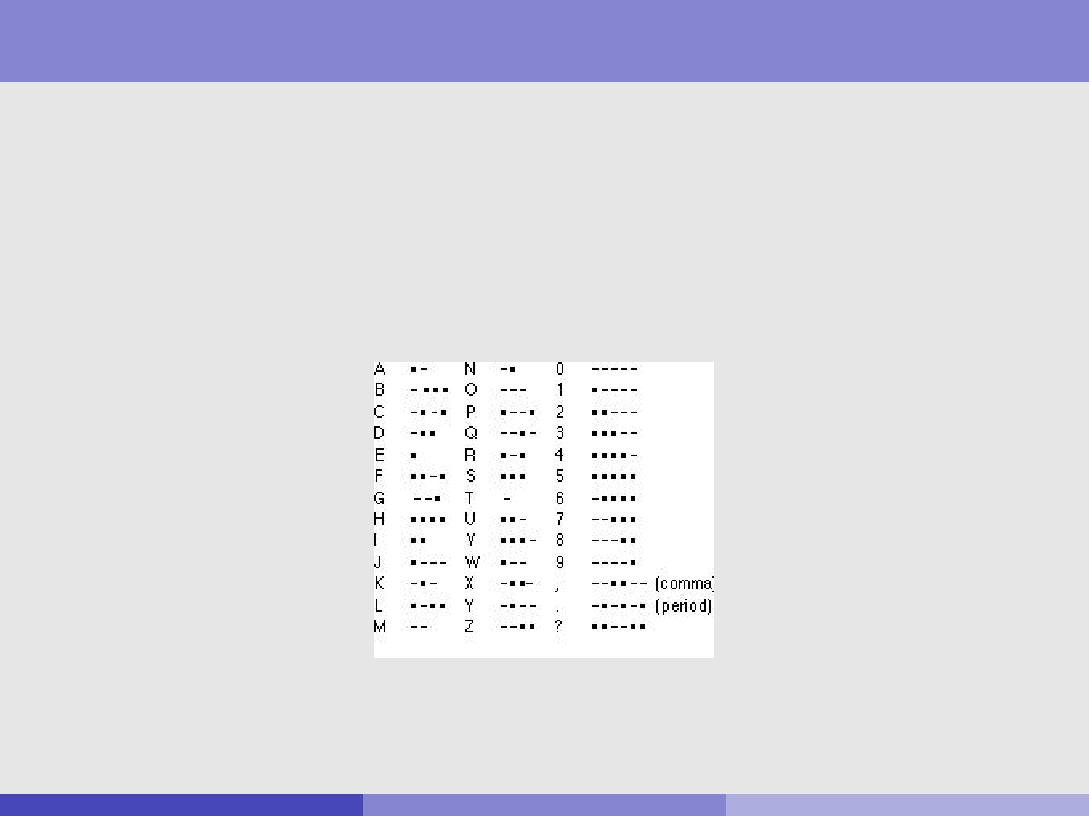 A ▪- N -▪ 0 -----
B -▪▪▪ O --- 1 ▪----
C -▪-▪ P ▪--▪ 2 ▪▪---
D -▪▪ Q --▪- 3 ▪▪▪--
E ▪ R ▪-▪ 4 ▪▪▪▪-
F ▪▪-▪ S ▪▪▪ 5 ▪▪▪▪▪
G --▪ T - 6 -▪▪▪▪
H ▪▪▪▪ U ▪▪- 7 --▪▪▪
I ▪▪ V ▪▪▪- 8 ---▪▪
J ▪--- W ▪-- 9 ----▪
K -▪- X -▪▪- , --▪▪-- (comma)
L ▪-▪▪ Y -▪-- . -▪-▪-▪ (period)
M -- Z --▪▪ ? ▪▪--▪▪